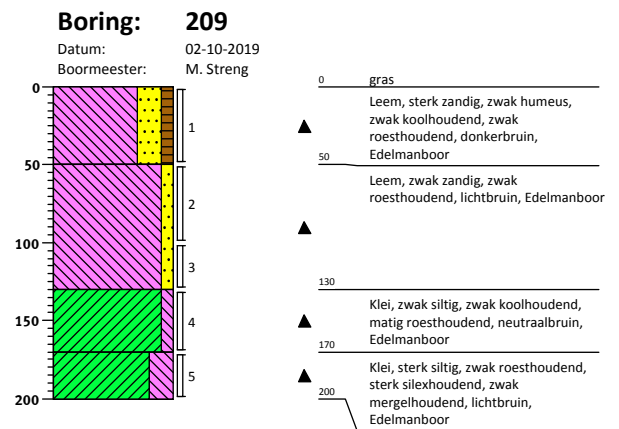 Boring: 209
Datum: 02-10-2019
Boormeester: M. Streng
0
50
100
150
200
1
2
3
4
5
0 gras
Leem, sterk zandig, zwak humeus,
zwak koolhoudend, zwak
roesthoudend, donkerbruin,
Edelmanboor
50
Leem, zwak zandig, zwak
roesthoudend, lichtbruin, Edelmanboor
130
Klei, zwak siltig, zwak koolhoudend,
matig roesthoudend, neutraalbruin,
Edelmanboor
170
Klei, sterk siltig, zwak roesthoudend,
sterk silexhoudend, zwak
mergelhoudend, lichtbruin,
Edelmanboor
200